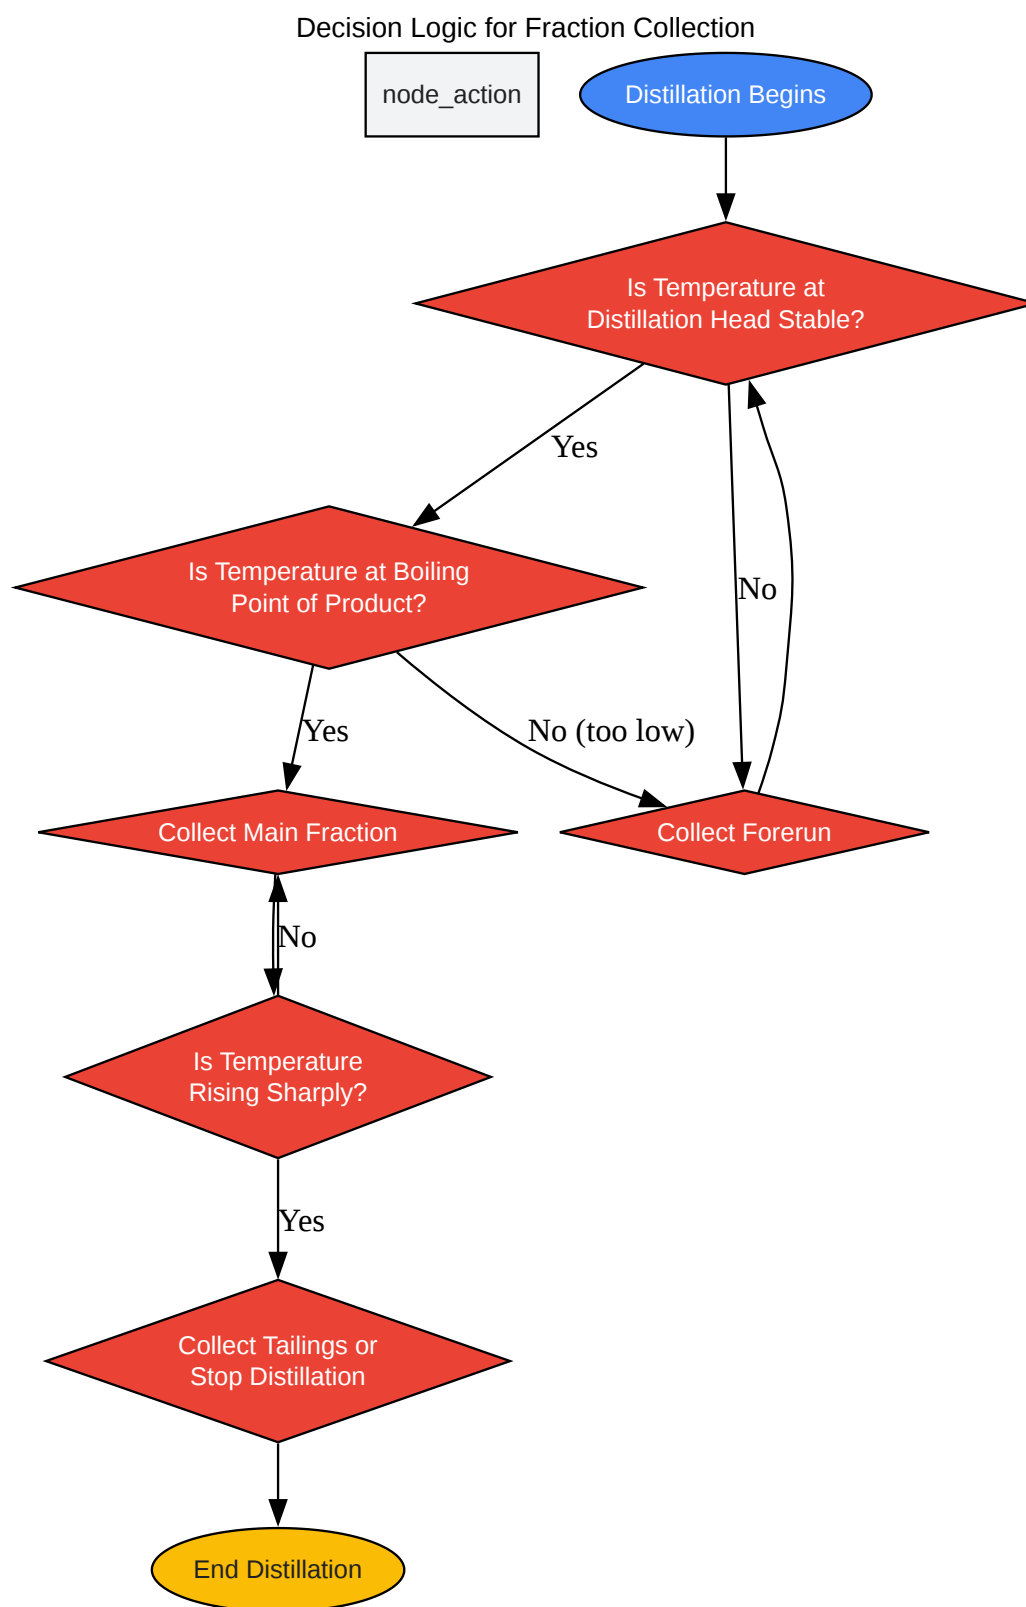 Decision Logic for Fraction Collection
node_action
Distillation Begins
Is Temperature at
Distillation Head Stable?
Yes
No
Is Temperature at Boiling
Point of Product?
Yes
No (too low)
Collect Main Fraction
Collect Forerun
No
Is Temperature
Rising Sharply?
Yes
Collect Tailings or
Stop Distillation
End Distillation